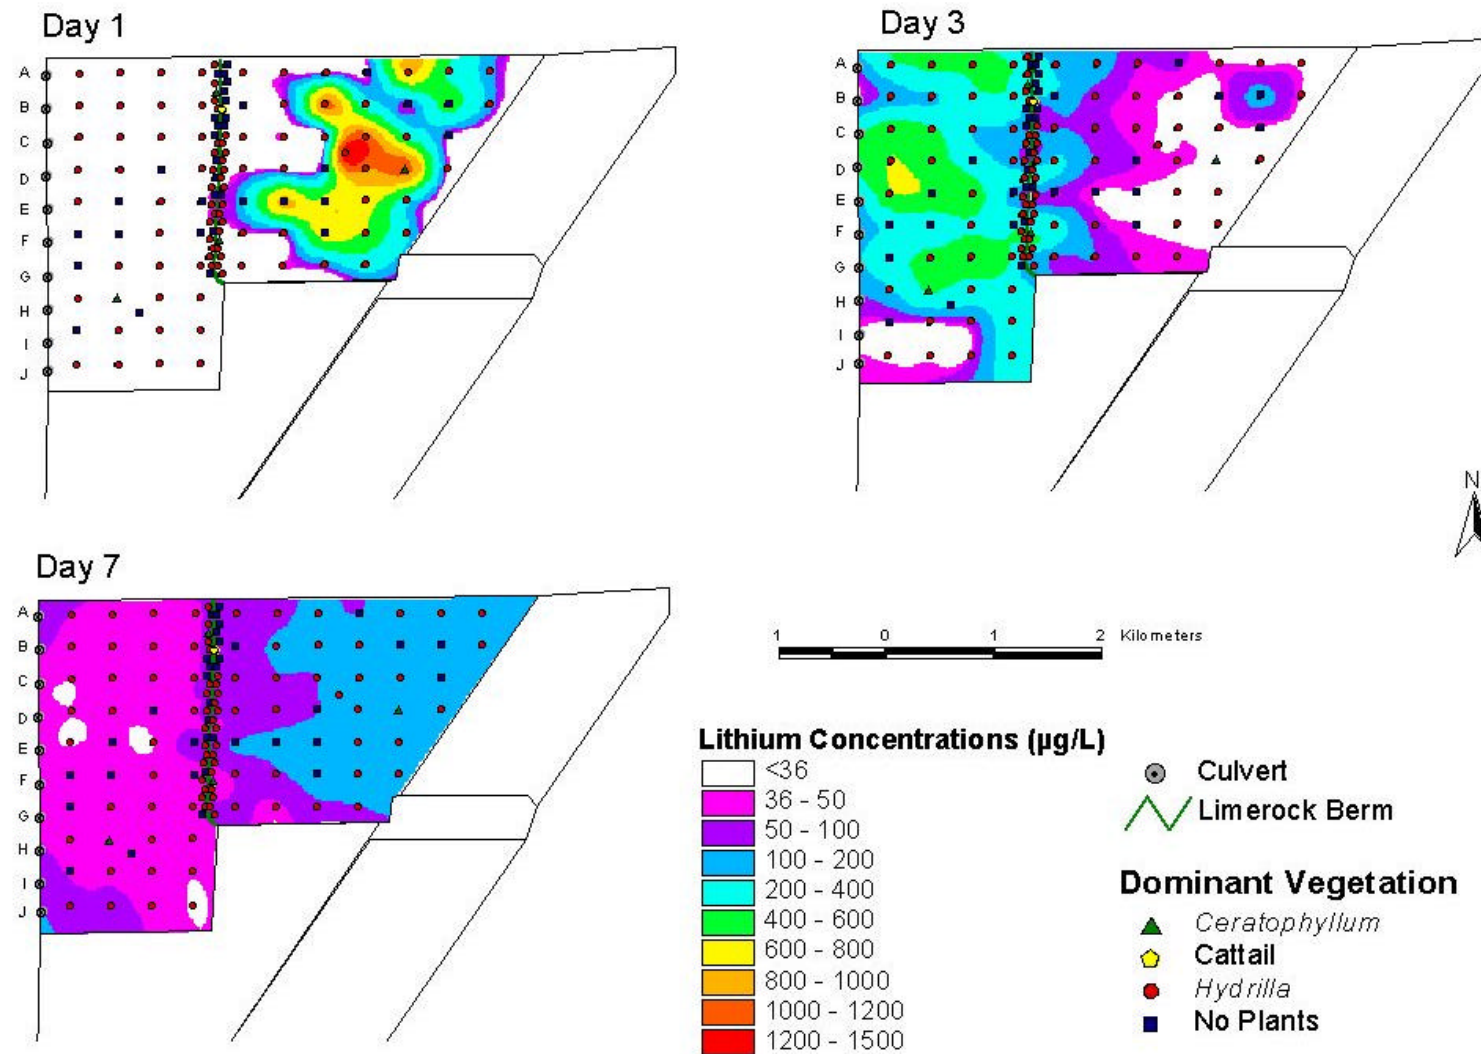 Day 1
A
B
C
D
E
F
G
H
I
J
Day 3
A
B
C
D
E
F
G
H
I
J
N
Day 7
A
B
C
D
E
F
G
H
I
J
1 0 1 2 Kilometers
Lithium Concentrations (µg/L)
<36
36 - 50
50 - 100
100 - 200
200 - 400
400 - 600
600 - 800
800 - 1000
1000 - 1200
1200 - 1500
Culvert
Limerock Berm
Dominant Vegetation
Ceratophyllum
Cattail
Hydrilla
No Plants